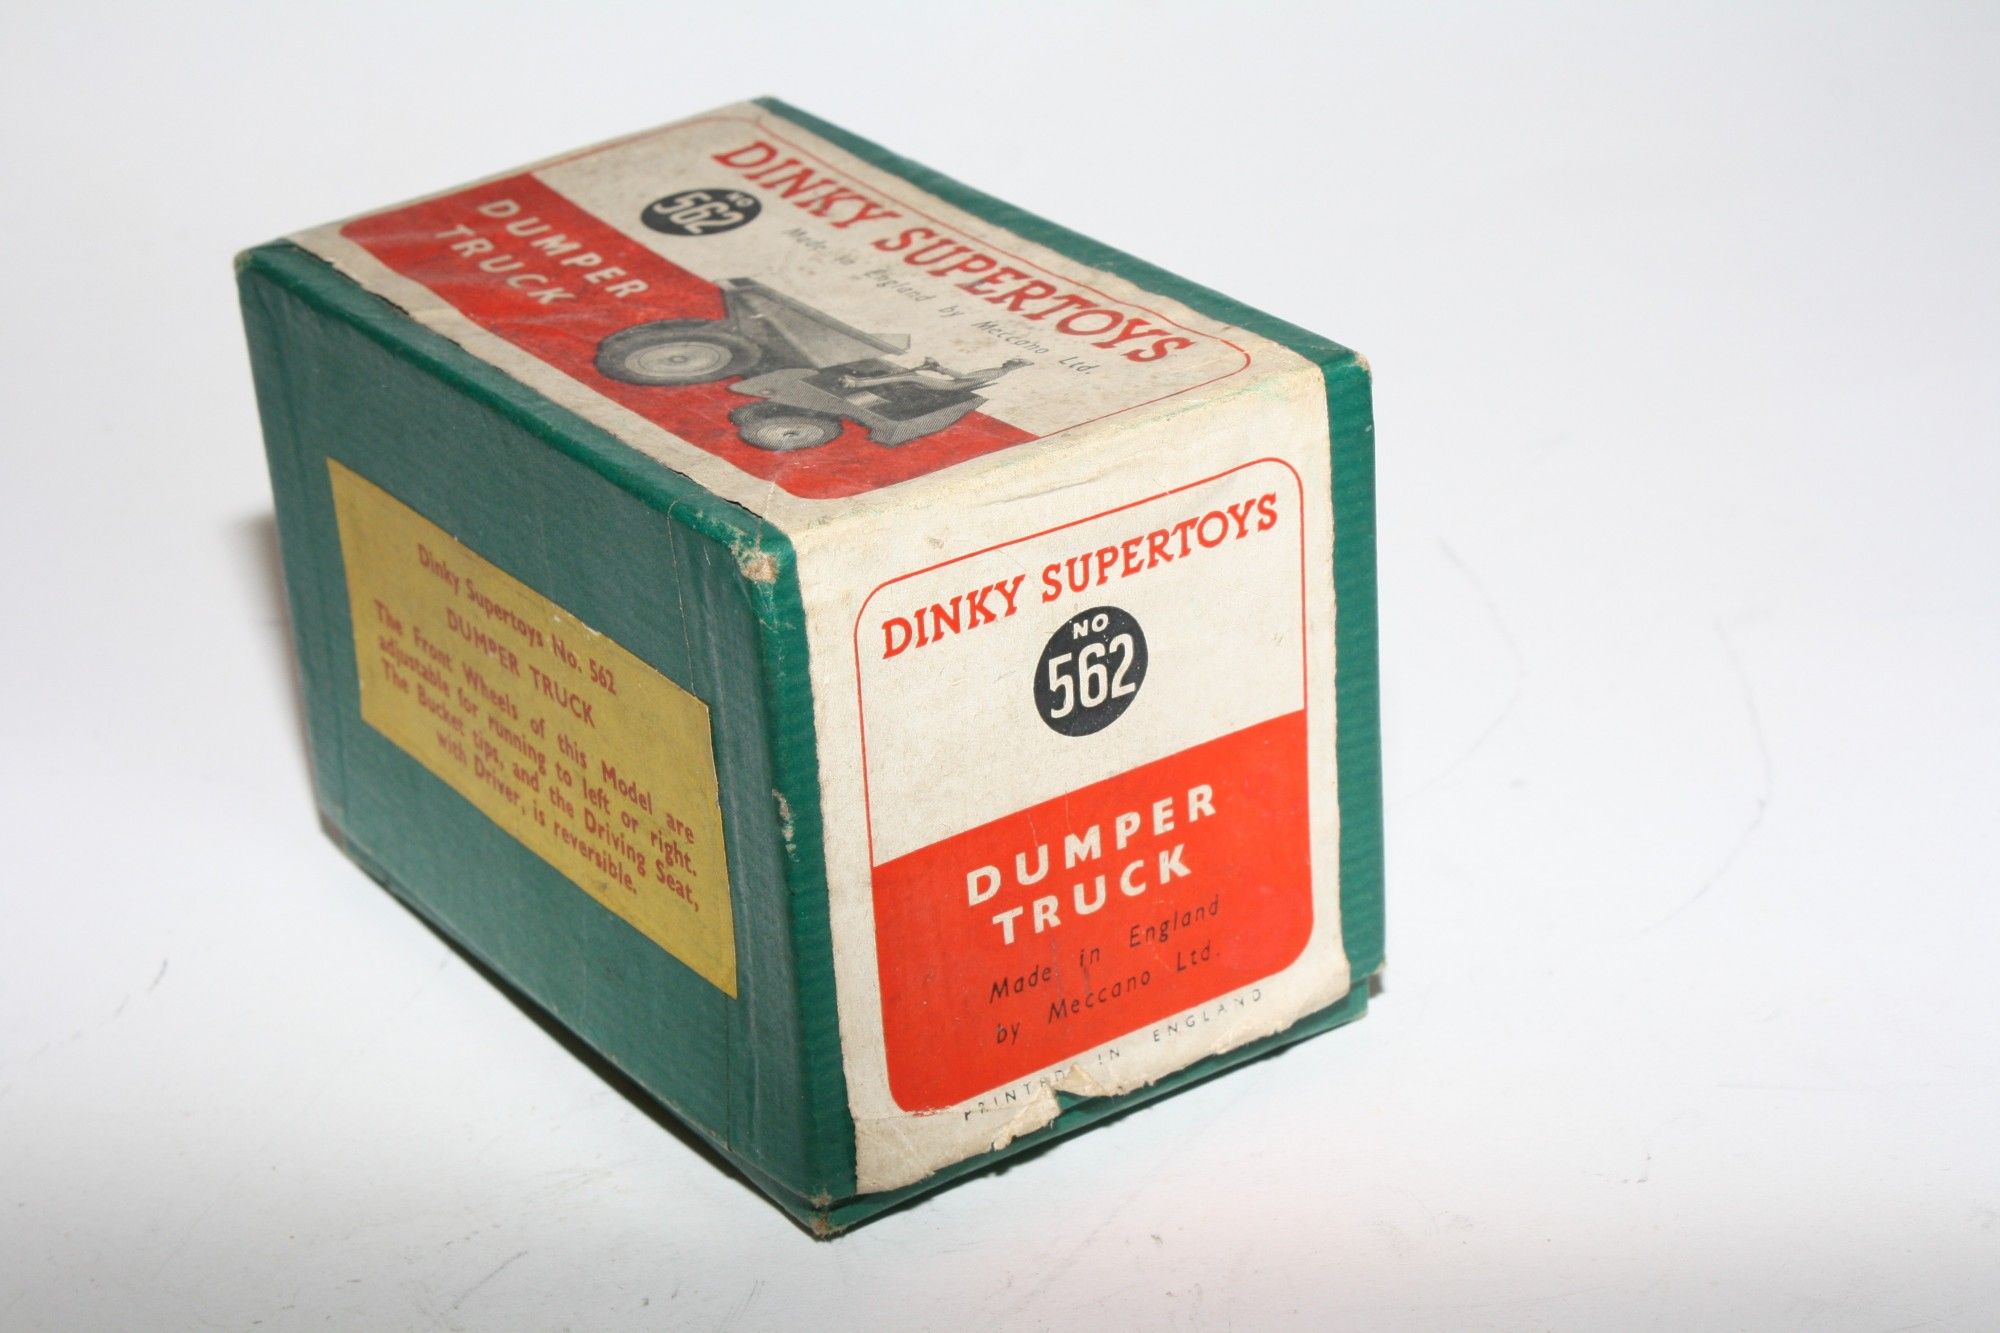 DINKY SUPERTOYS
NO
562
Made in England by Meccano Ltd.
DUMPER
TRUCK
Dinky Supertoys No. 562
DUMPER TRUCK
The Front Wheels of this Model are
adjustable for running to left or right.
The Bucket tips, and the Driving Seat,
with Driver, is reversible.
DINKY SUPERTOYS
NO
562
DUMPER
TRUCK
Made in England
by Meccano Ltd.
PRINTED IN ENGLAND